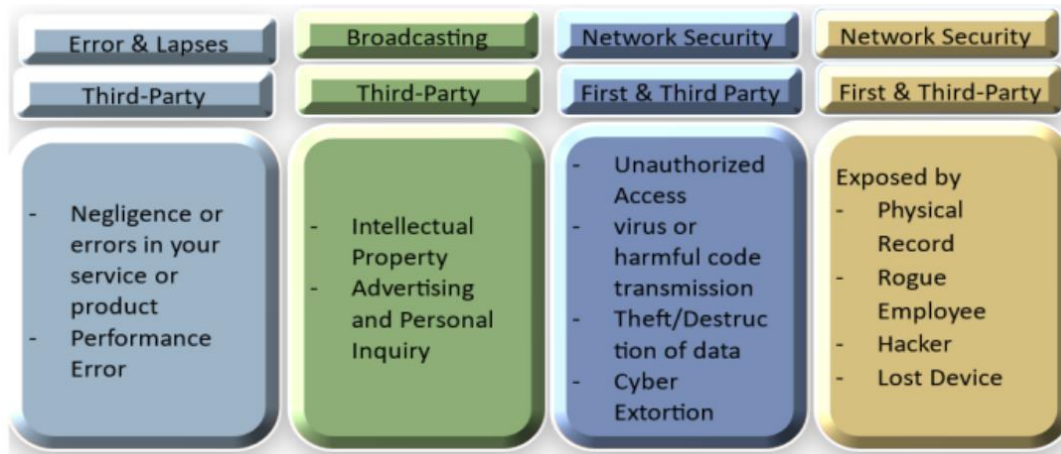 Error & Lapses
Third-Party
- Negligence or
errors in your
service or
product
- Performance
Error
Broadcasting
Third-Party
- Intellectual
Property
- Advertising
and Personal
Inquiry
Network Security
First & Third Party
- Unauthorized
Access
- virus or
harmful code
transmission
- Theft/Destruc
tion of data
- Cyber
Extortion
Network Security
First & Third-Party
Exposed by
- Physical
Record
- Rogue
Employee
- Hacker
- Lost Device